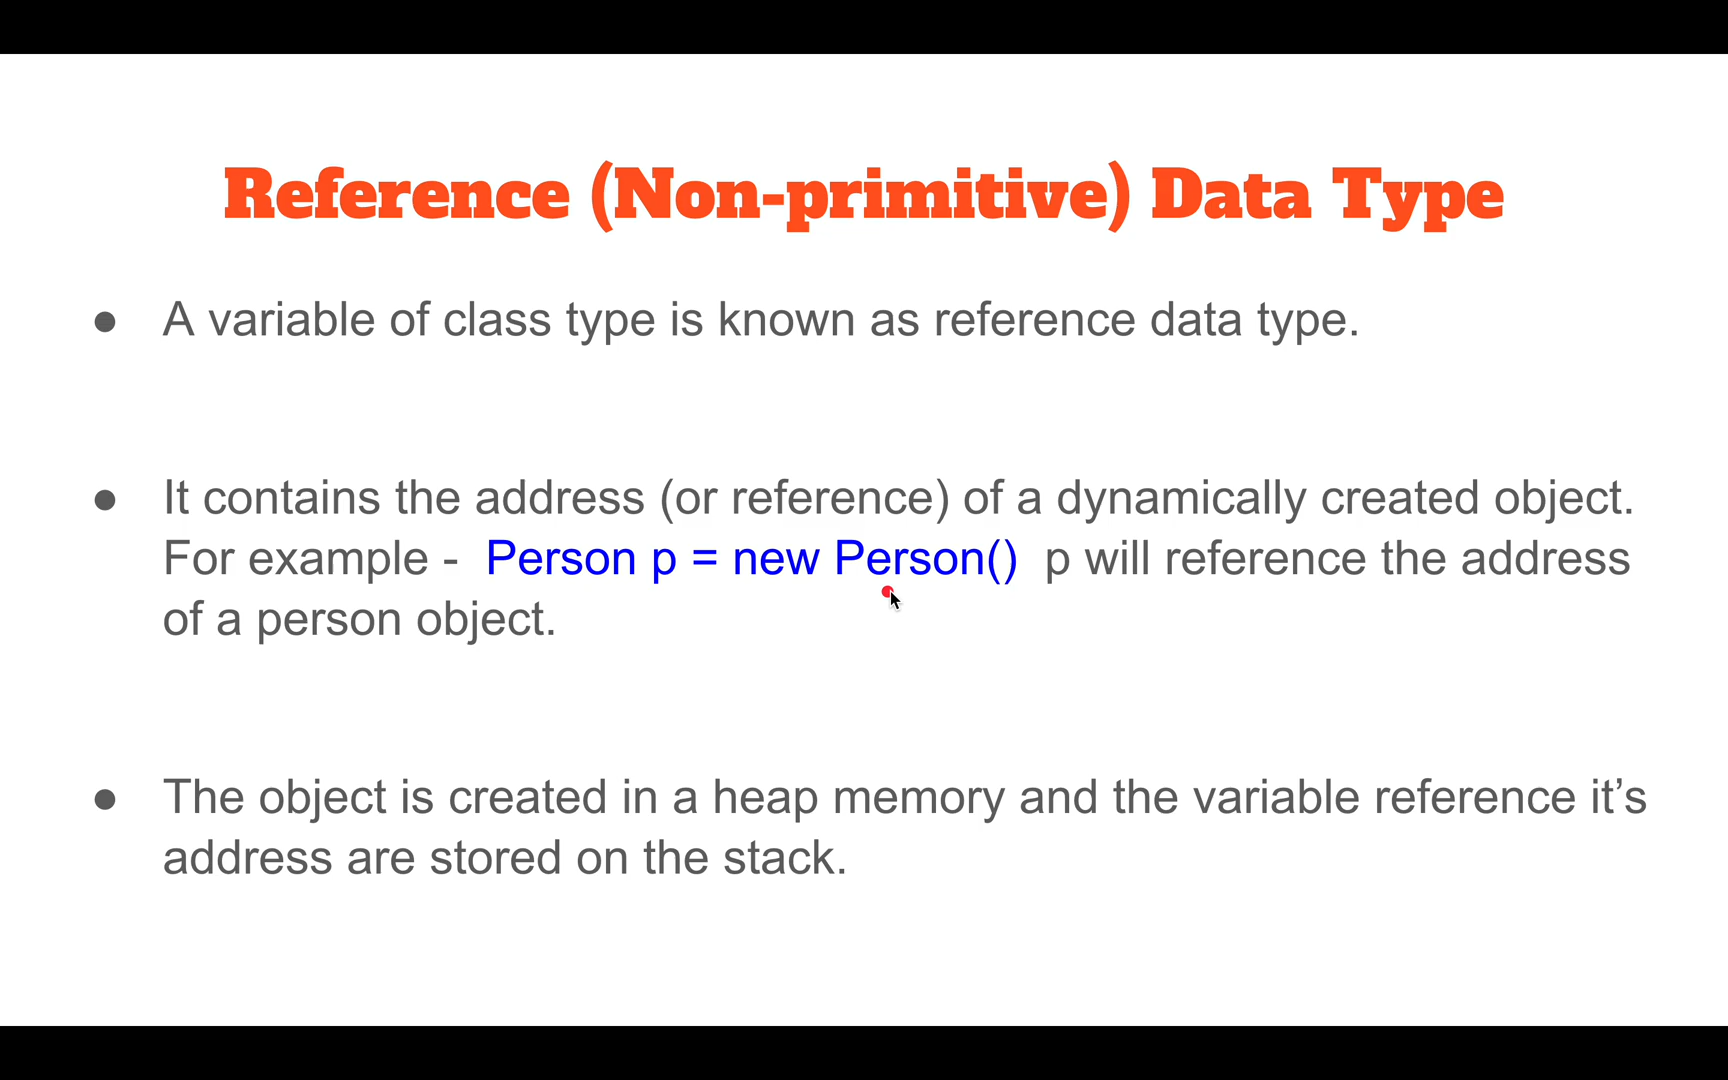 Reference (Non-primitive) Data Type
● A variable of class type is known as reference data type.
● It contains the address (or reference) of a dynamically created object.
For example - Person p = new Person() p will reference the address
of a person object.
● The object is created in a heap memory and the variable reference it’s
address are stored on the stack.